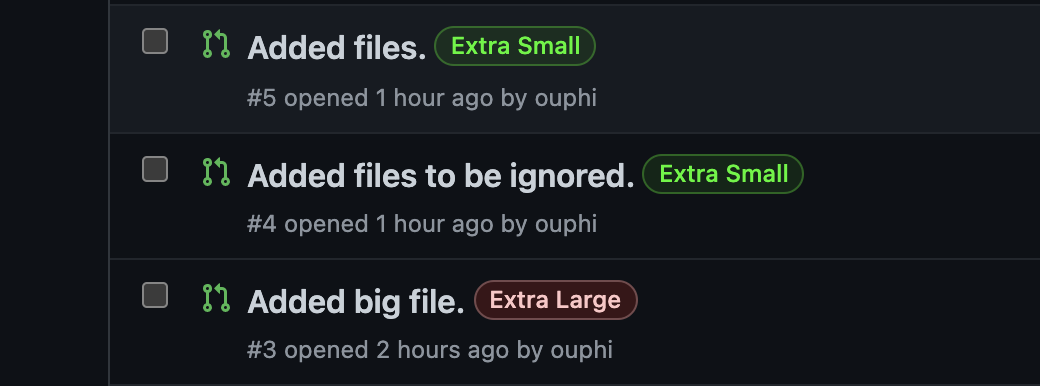 Added files. Extra Small
#5 opened 1 hour ago by ouphi
Added files to be ignored. Extra Small
#4 opened 1 hour ago by ouphi
Added big file. Extra Large
#3 opened 2 hours ago by ouphi